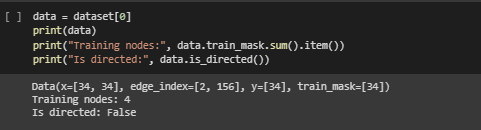 [ ] data = dataset[0]
print(data)
print("Training nodes:", data.train_mask.sum().item())
print("Is directed:", data.is_directed())
Data(x=[34, 34], edge_index=[2, 156], y=[34], train_mask=[34])
Training nodes: 4
Is directed: False